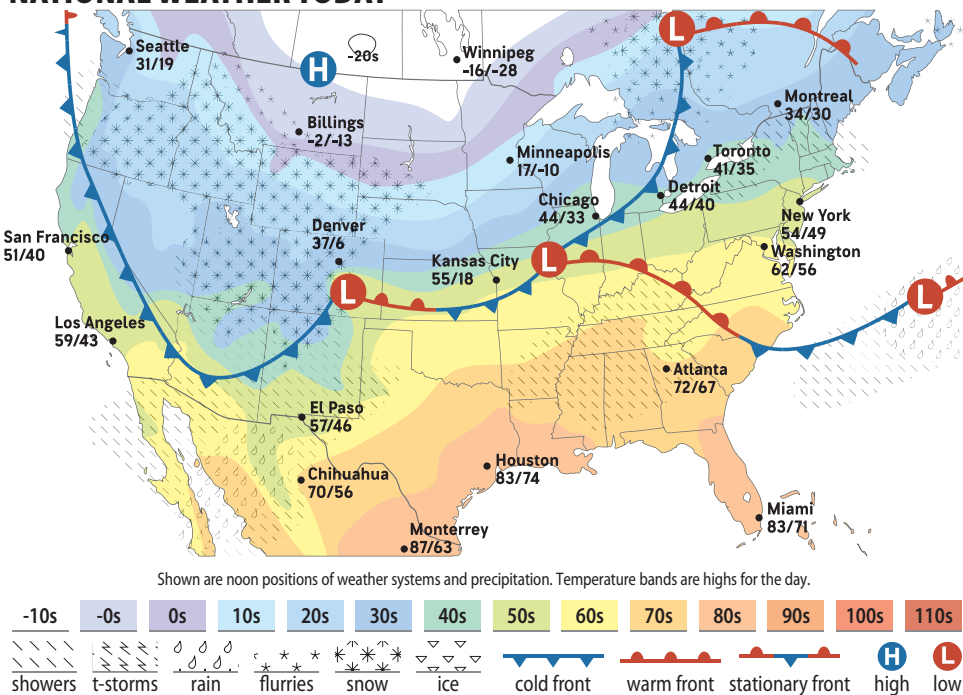 NATIONAL WEATHER TODAY
Seattle
31/19
H
-20s
Winnipeg
-16/-28
L
Billings
-2/-13
Montreal
34/30
Minneapolis
17/-10
Toronto
41/35
Chicago
44/33
Detroit
44/40
New York
54/49
San Francisco
51/40
Denver
37/6
Kansas City
55/18
L
Washington
62/56
L
L
Los Angeles
59/43
Atlanta
72/67
El Paso
57/46
Chihuahua
70/56
Houston
83/74
Miami
83/71
Monterrey
87/63
Shown are noon positions of weather systems and precipitation. Temperature bands are highs for the day.
-10s -0s 0s 10s 20s 30s 40s 50s 60s 70s 80s 90s 100s 110s
H L
showers t-storms rain flurries snow ice cold front warm front stationary front high low